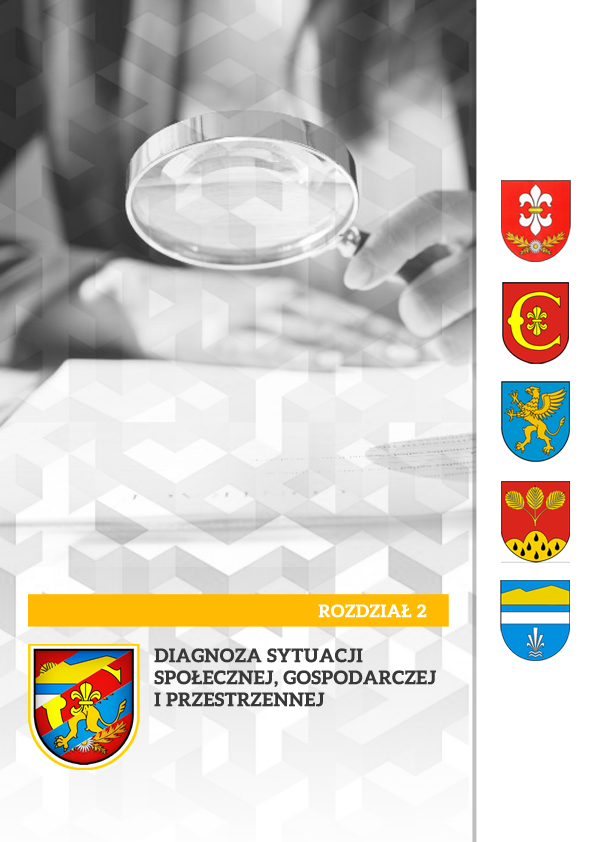 ROZDZIAŁ 2
DIAGNOZA SYTUACJI
SPOŁECZNEJ, GOSPODARCZEJ
I PRZESTRZENNEJ